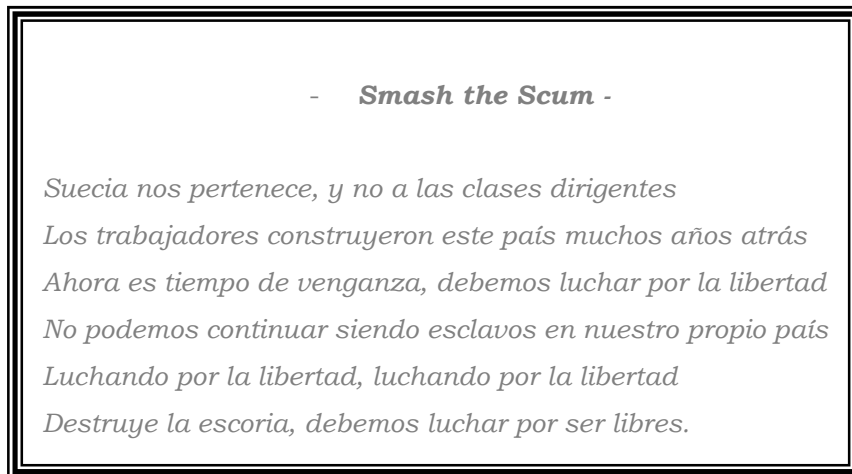 - Smash the Scum -
Suecia nos pertenece, y no a las clases dirigentes
Los trabajadores construyeron este país muchos años atrás
Ahora es tiempo de venganza, debemos luchar por la libertad
No podemos continuar siendo esclavos en nuestro propio país
Luchando por la libertad, luchando por la libertad
Destruye la escoria, debemos luchar por ser libres.